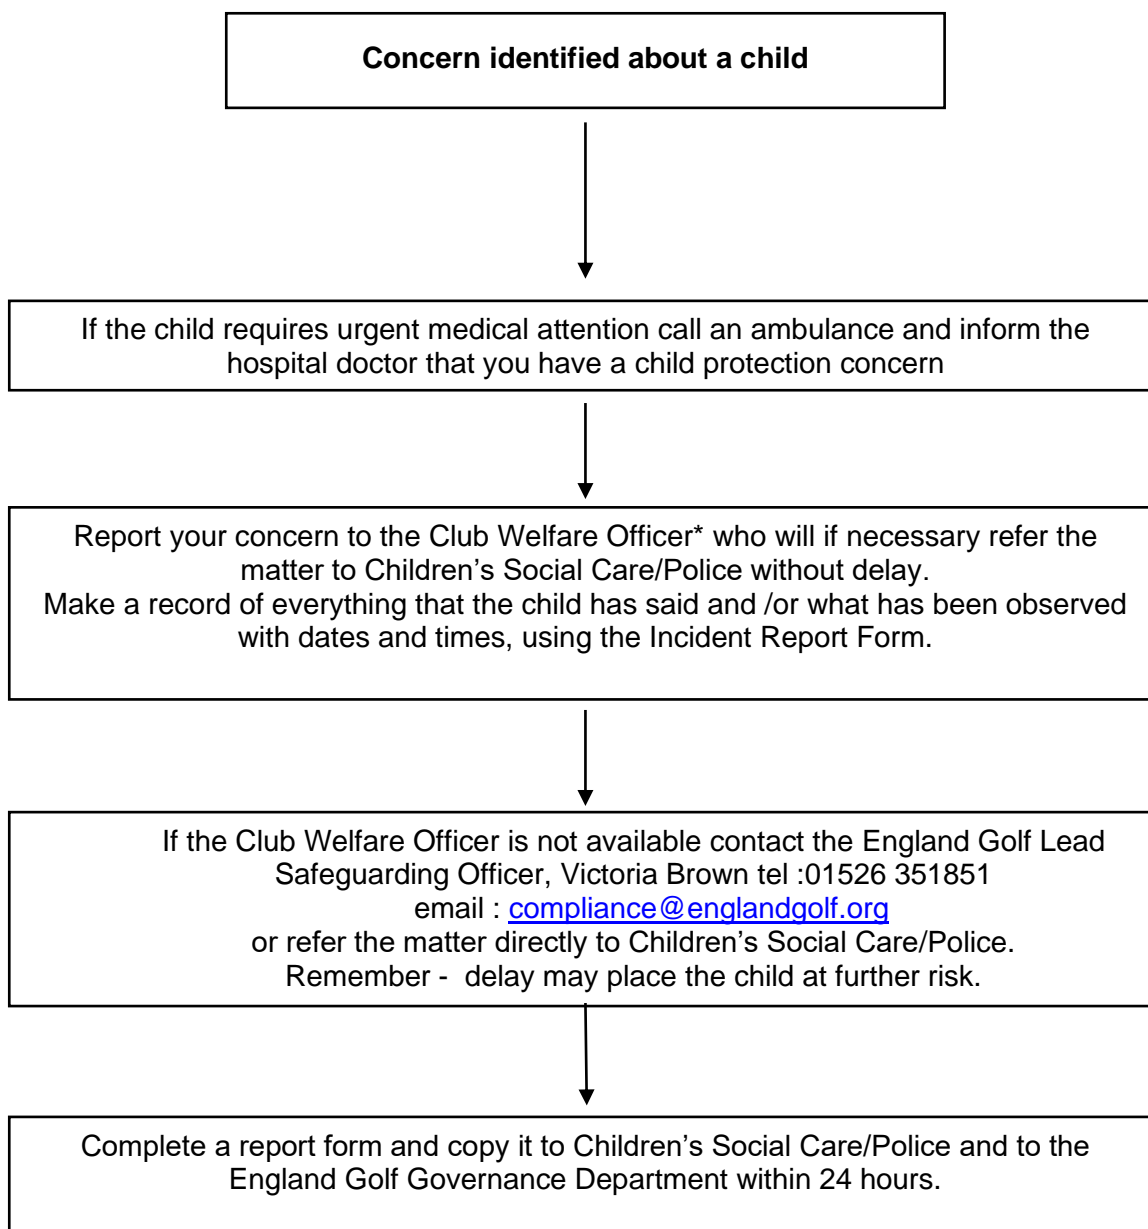 Concern identified about a child
If the child requires urgent medical attention call an ambulance and inform the
hospital doctor that you have a child protection concern
Report your concern to the Club Welfare Officer* who will if necessary refer the
matter to Children’s Social Care/Police without delay.
Make a record of everything that the child has said and /or what has been observed
with dates and times, using the Incident Report Form.
If the Club Welfare Officer is not available contact the England Golf Lead
Safeguarding Officer, Victoria Brown tel :01526 351851
email : compliance@englandgolf.org
or refer the matter directly to Children’s Social Care/Police.
Remember -  delay may place the child at further risk.
Complete a report form and copy it to Children’s Social Care/Police and to the
England Golf Governance Department within 24 hours.